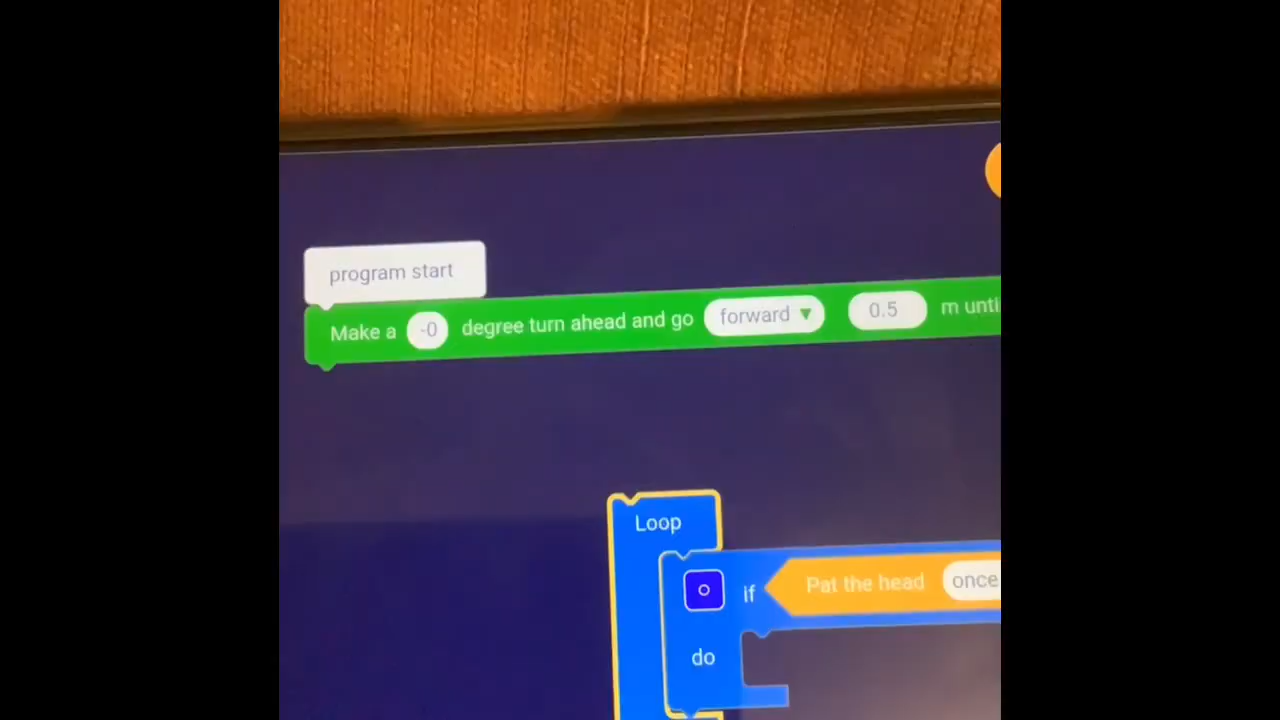 program start
Make a -0 degree turn ahead and go forward ▼ 0.5 m unti
Loop
if Pat the head once
do